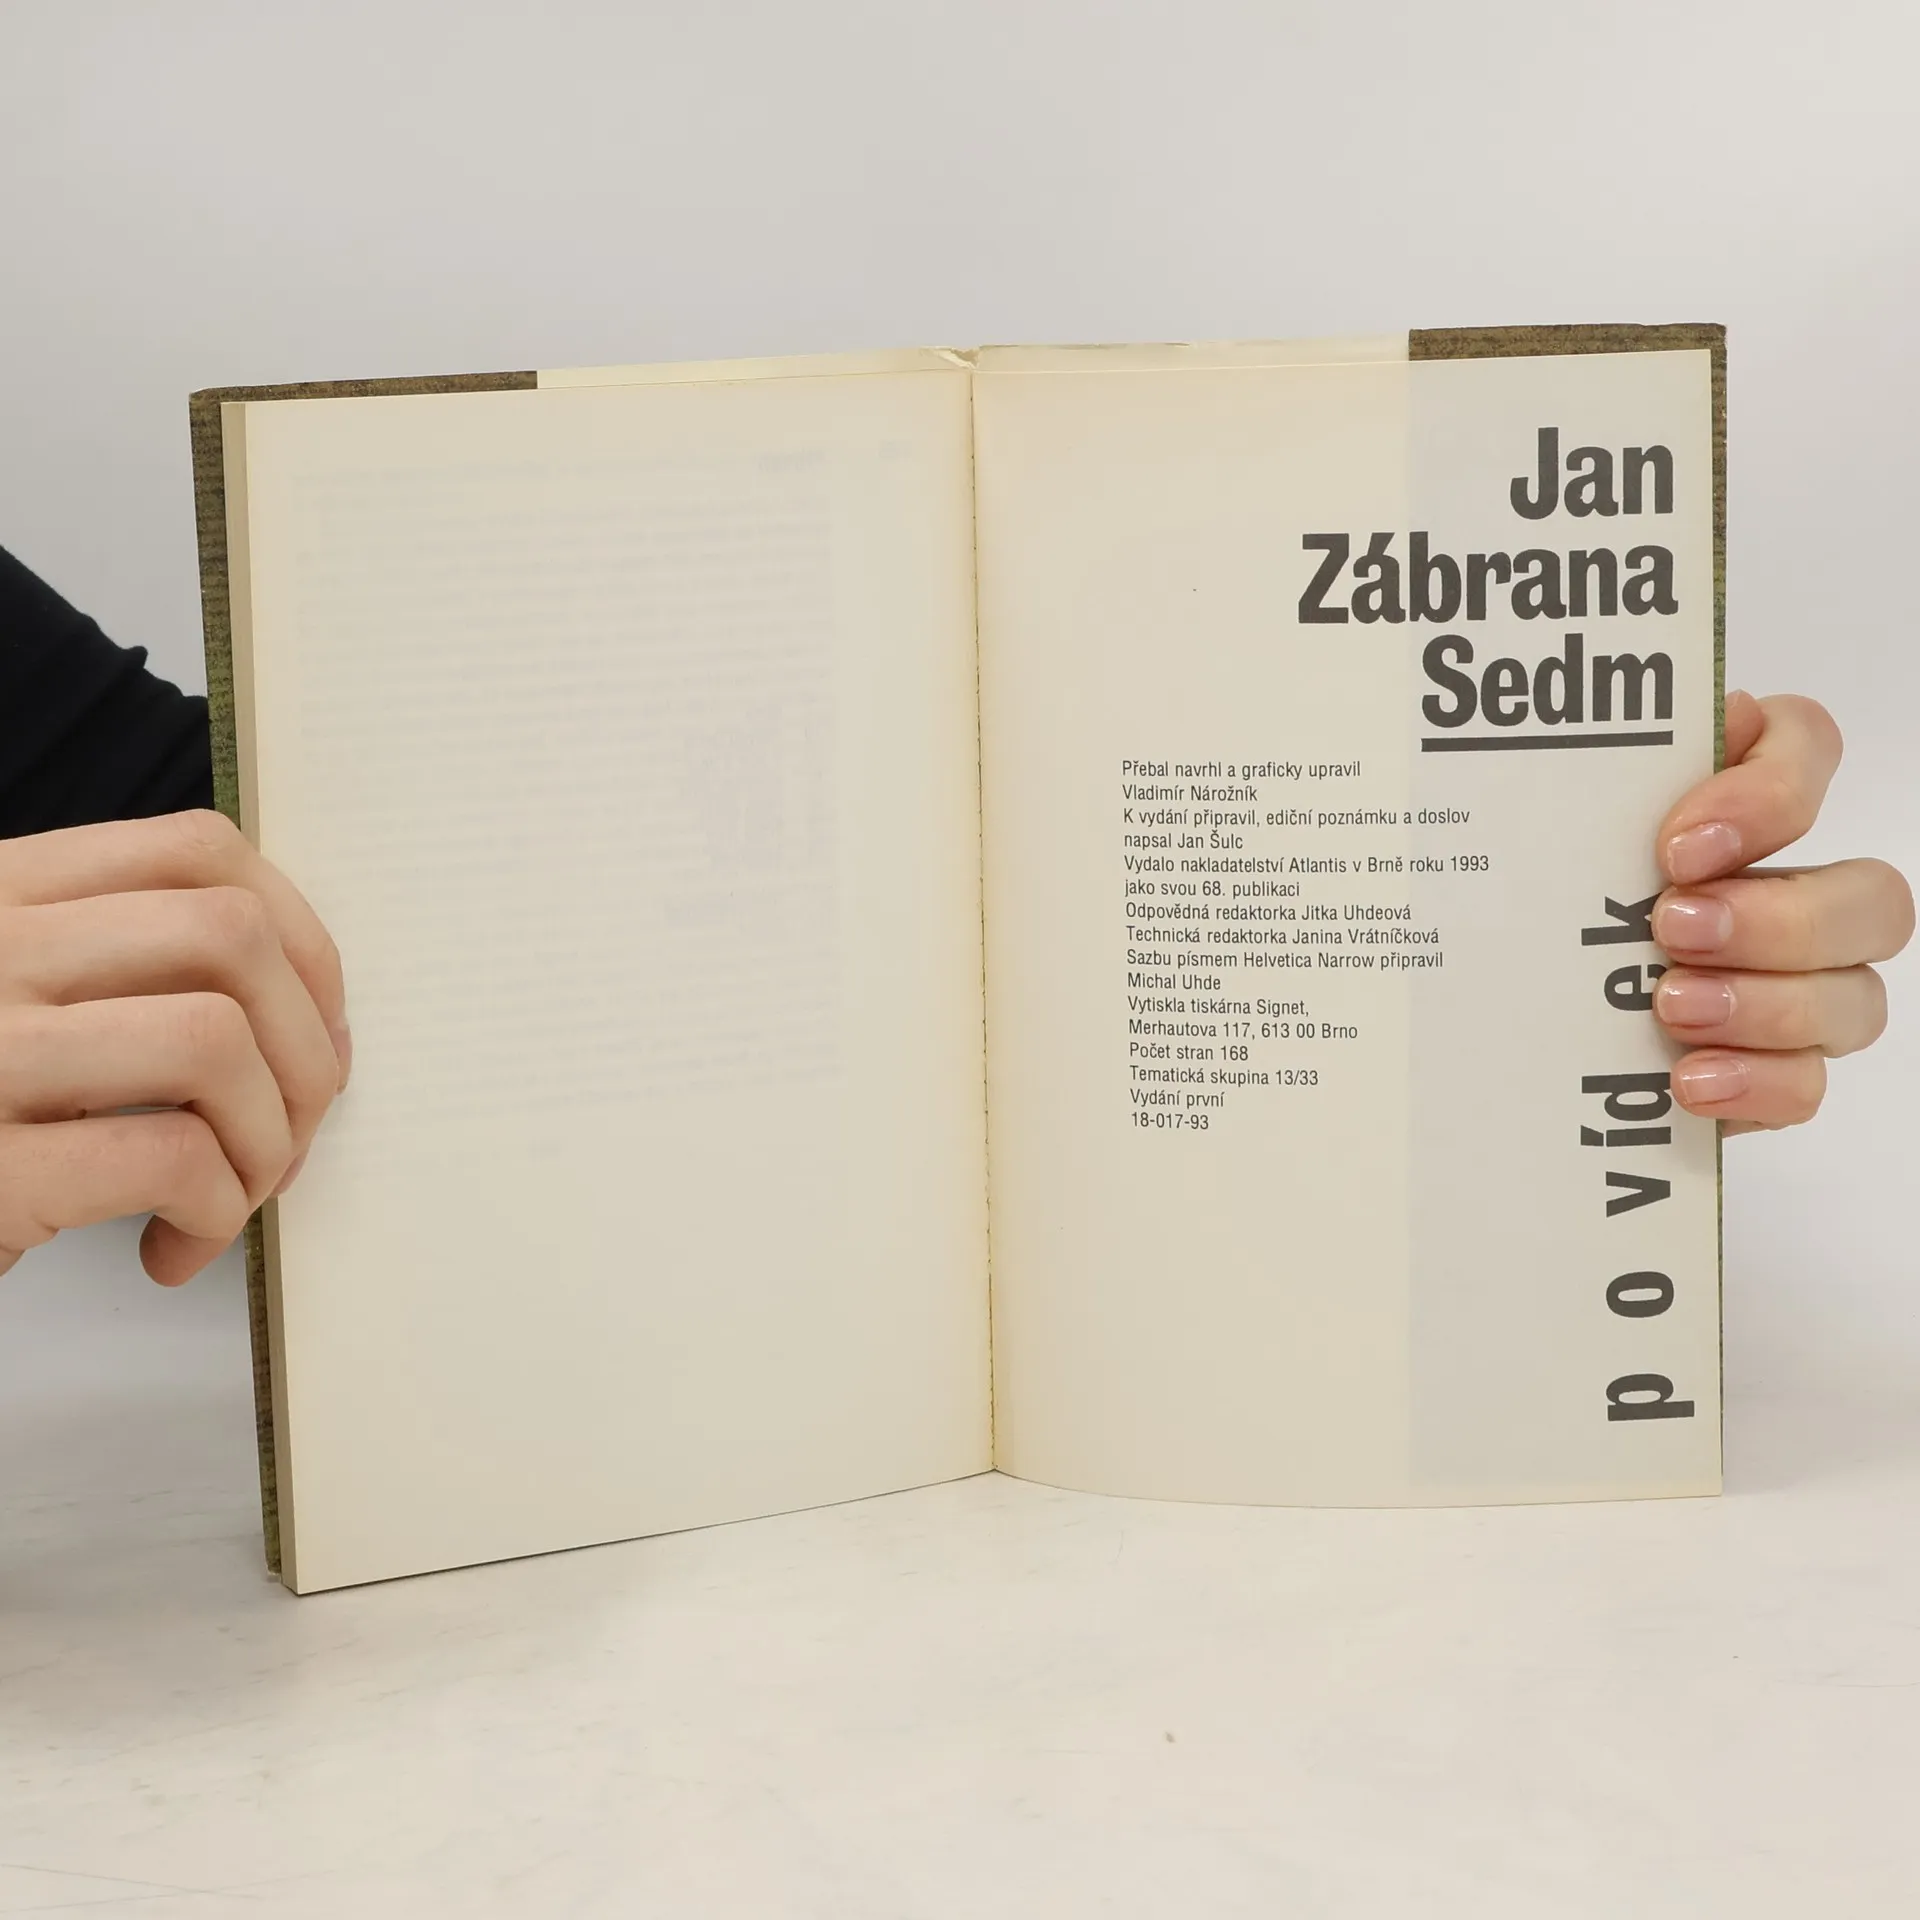 Jan
Zábrana
Sedm
povídek
Přebal navrhl a graficky upravil
Vladimír Nárožník
K vydání připravil, ediční poznámku a doslov
napsal Jan Šulc
Vydalo nakladatelství Atlantis v Brně roku 1993
jako svou 68. publikaci
Odpovědná redaktorka Jitka Uhdeová
Technická redaktorka Janina Vrátníčková
Sazbu písmem Helvetica Narrow připravil
Michal Uhde
Vytiskla tiskárna Signet,
Merhautova 117, 613 00 Brno
Počet stran 168
Tematická skupina 13/33
Vydání první
18-017-93